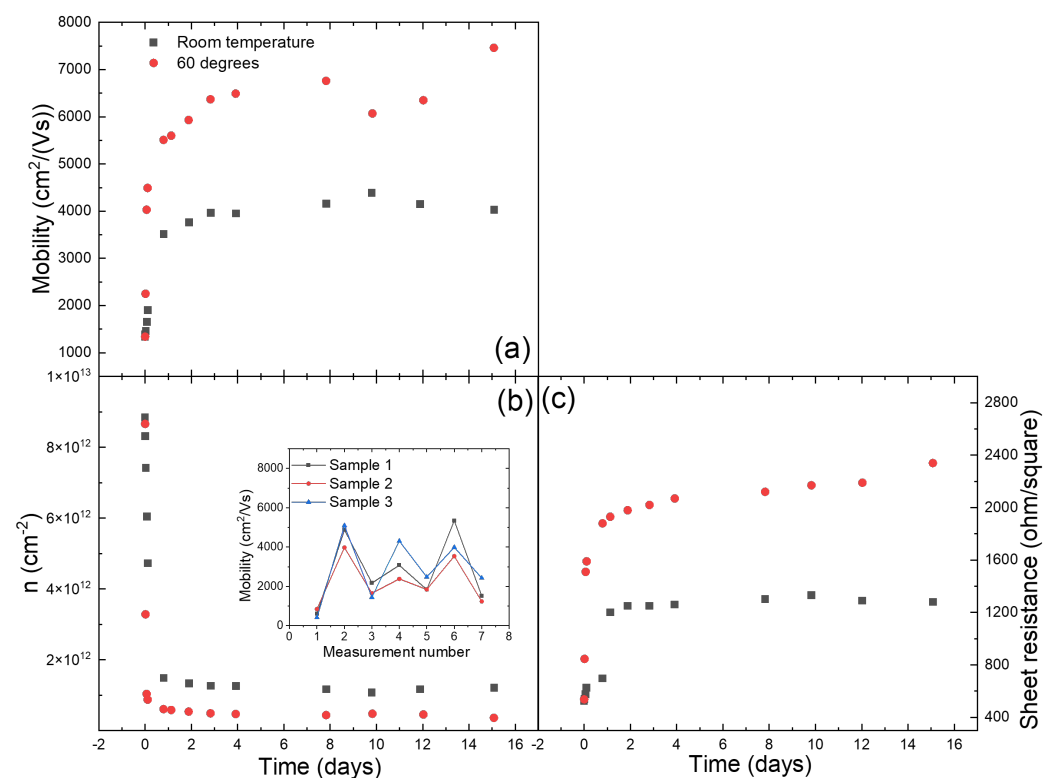 8000
7000
6000
5000
4000
3000
2000
1000
Mobility (cm²/(Vs))
Room temperature
60 degrees
(a)
1×10¹³
8×10¹²
6×10¹²
4×10¹²
2×10¹²
n (cm⁻²)
(b)
Sample 1
Sample 2
Sample 3
8000
6000
4000
2000
0
Mobility (cm²/Vs)
0 1 2 3 4 5 6 7 8
Measurement number
-2 0 2 4 6 8 10 12 14 16
Time (days)
(c)
2800
2400
2000
1600
1200
800
400
Sheet resistance (ohm/square)
-2 0 2 4 6 8 10 12 14 16
Time (days)